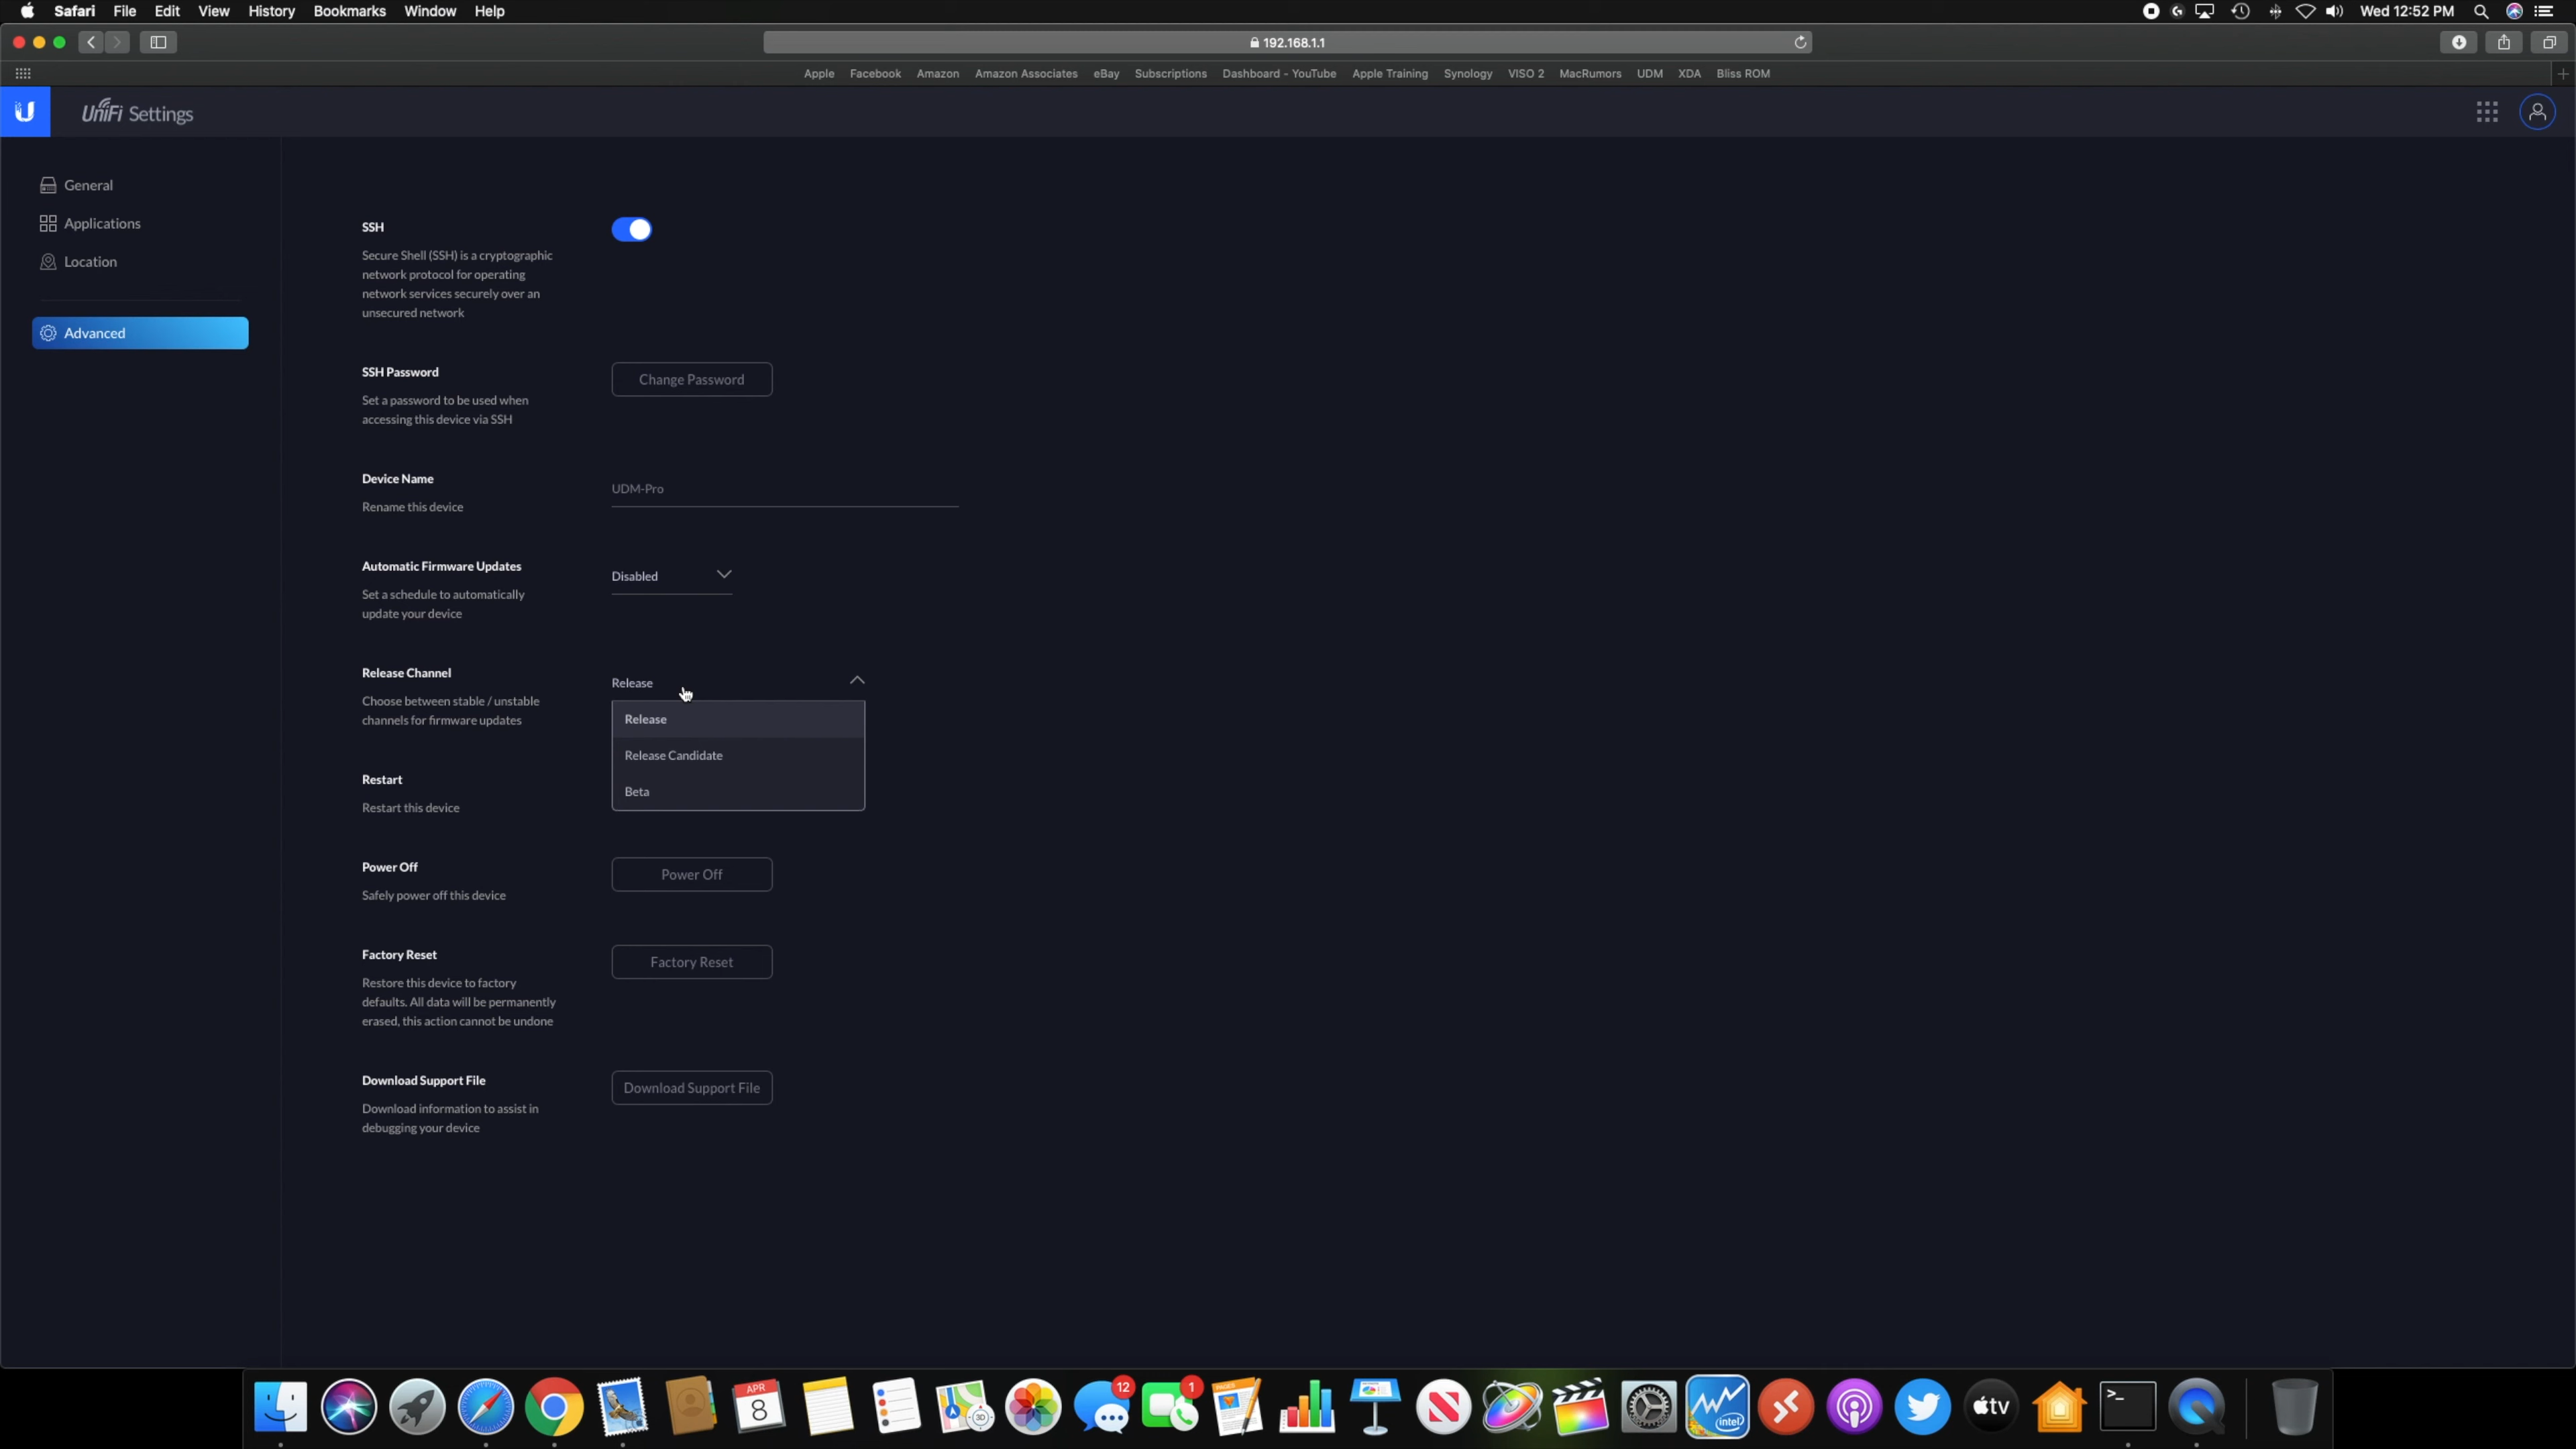 Safari File Edit View History Bookmarks Window Help Wed 12:52 PM
192.168.1.1
Apple Facebook Amazon Amazon Associates eBay Subscriptions Dashboard - YouTube Apple Training Synology VISO 2 MacRumors UDM XDA Bliss ROM
UniFi Settings
General
Applications
Location
Advanced
SSH
Secure Shell (SSH) is a cryptographic
network protocol for operating
network services securely over an
unsecured network
SSH Password
Change Password
Set a password to be used when
accessing this device via SSH
Device Name
UDM-Pro
Rename this device
Automatic Firmware Updates
Disabled
Set a schedule to automatically
update your device
Release Channel
Release
Choose between stable / unstable
channels for firmware updates
Release
Release Candidate
Beta
Restart
Restart this device
Power Off
Power Off
Safely power off this device
Factory Reset
Factory Reset
Restore this device to factory
defaults. All data will be permanently
erased, this action cannot be undone
Download Support File
Download Support File
Download information to assist in
debugging your device
APR
8
3D
12
1
PAGES
intel
tv
>_